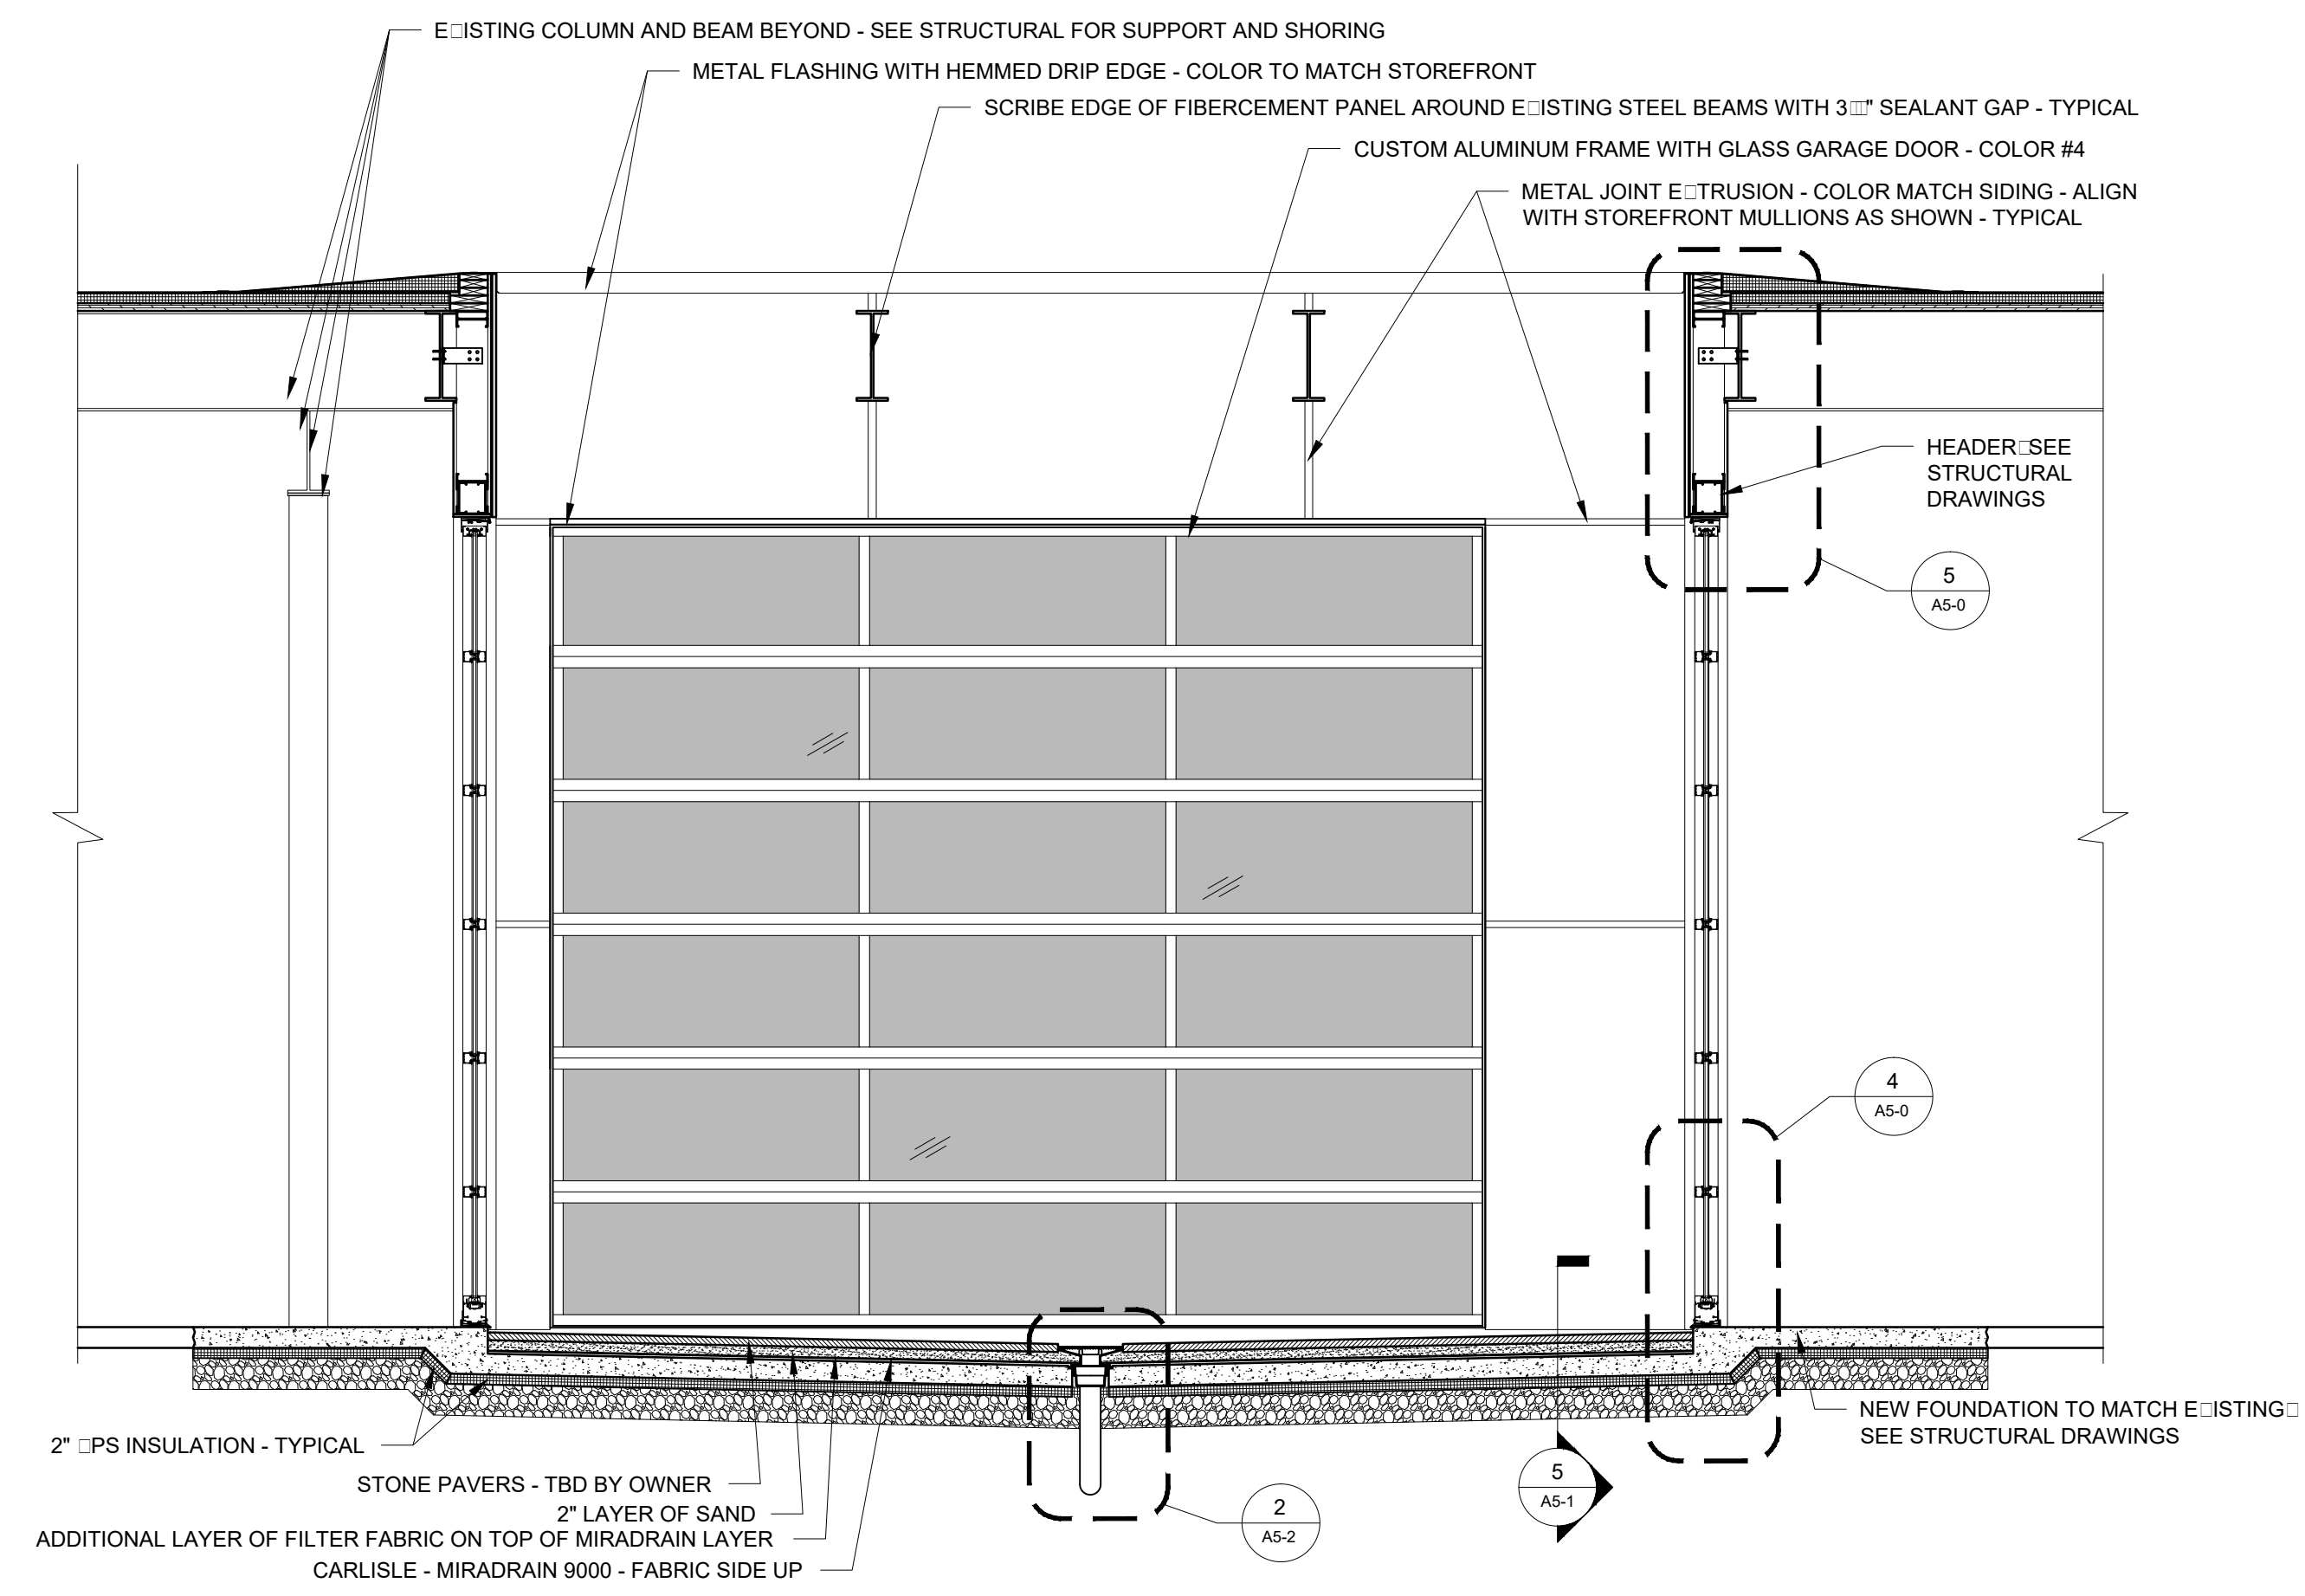 E□ISTING COLUMN AND BEAM BEYOND - SEE STRUCTURAL FOR SUPPORT AND SHORING
METAL FLASHING WITH HEMMED DRIP EDGE - COLOR TO MATCH STOREFRONT
SCRIBE EDGE OF FIBERCEMENT PANEL AROUND E□ISTING STEEL BEAMS WITH 3□□" SEALANT GAP - TYPICAL
CUSTOM ALUMINUM FRAME WITH GLASS GARAGE DOOR - COLOR #4
METAL JOINT E□TRUSION - COLOR MATCH SIDING - ALIGN
WITH STOREFRONT MULLIONS AS SHOWN - TYPICAL
HEADER□SEE
STRUCTURAL
DRAWINGS
5
A5-0
4
A5-0
NEW FOUNDATION TO MATCH E□ISTING□
SEE STRUCTURAL DRAWINGS
2" □PS INSULATION - TYPICAL
STONE PAVERS - TBD BY OWNER
2" LAYER OF SAND
ADDITIONAL LAYER OF FILTER FABRIC ON TOP OF MIRADRAIN LAYER
CARLISLE - MIRADRAIN 9000 - FABRIC SIDE UP
2
A5-2
5
A5-1